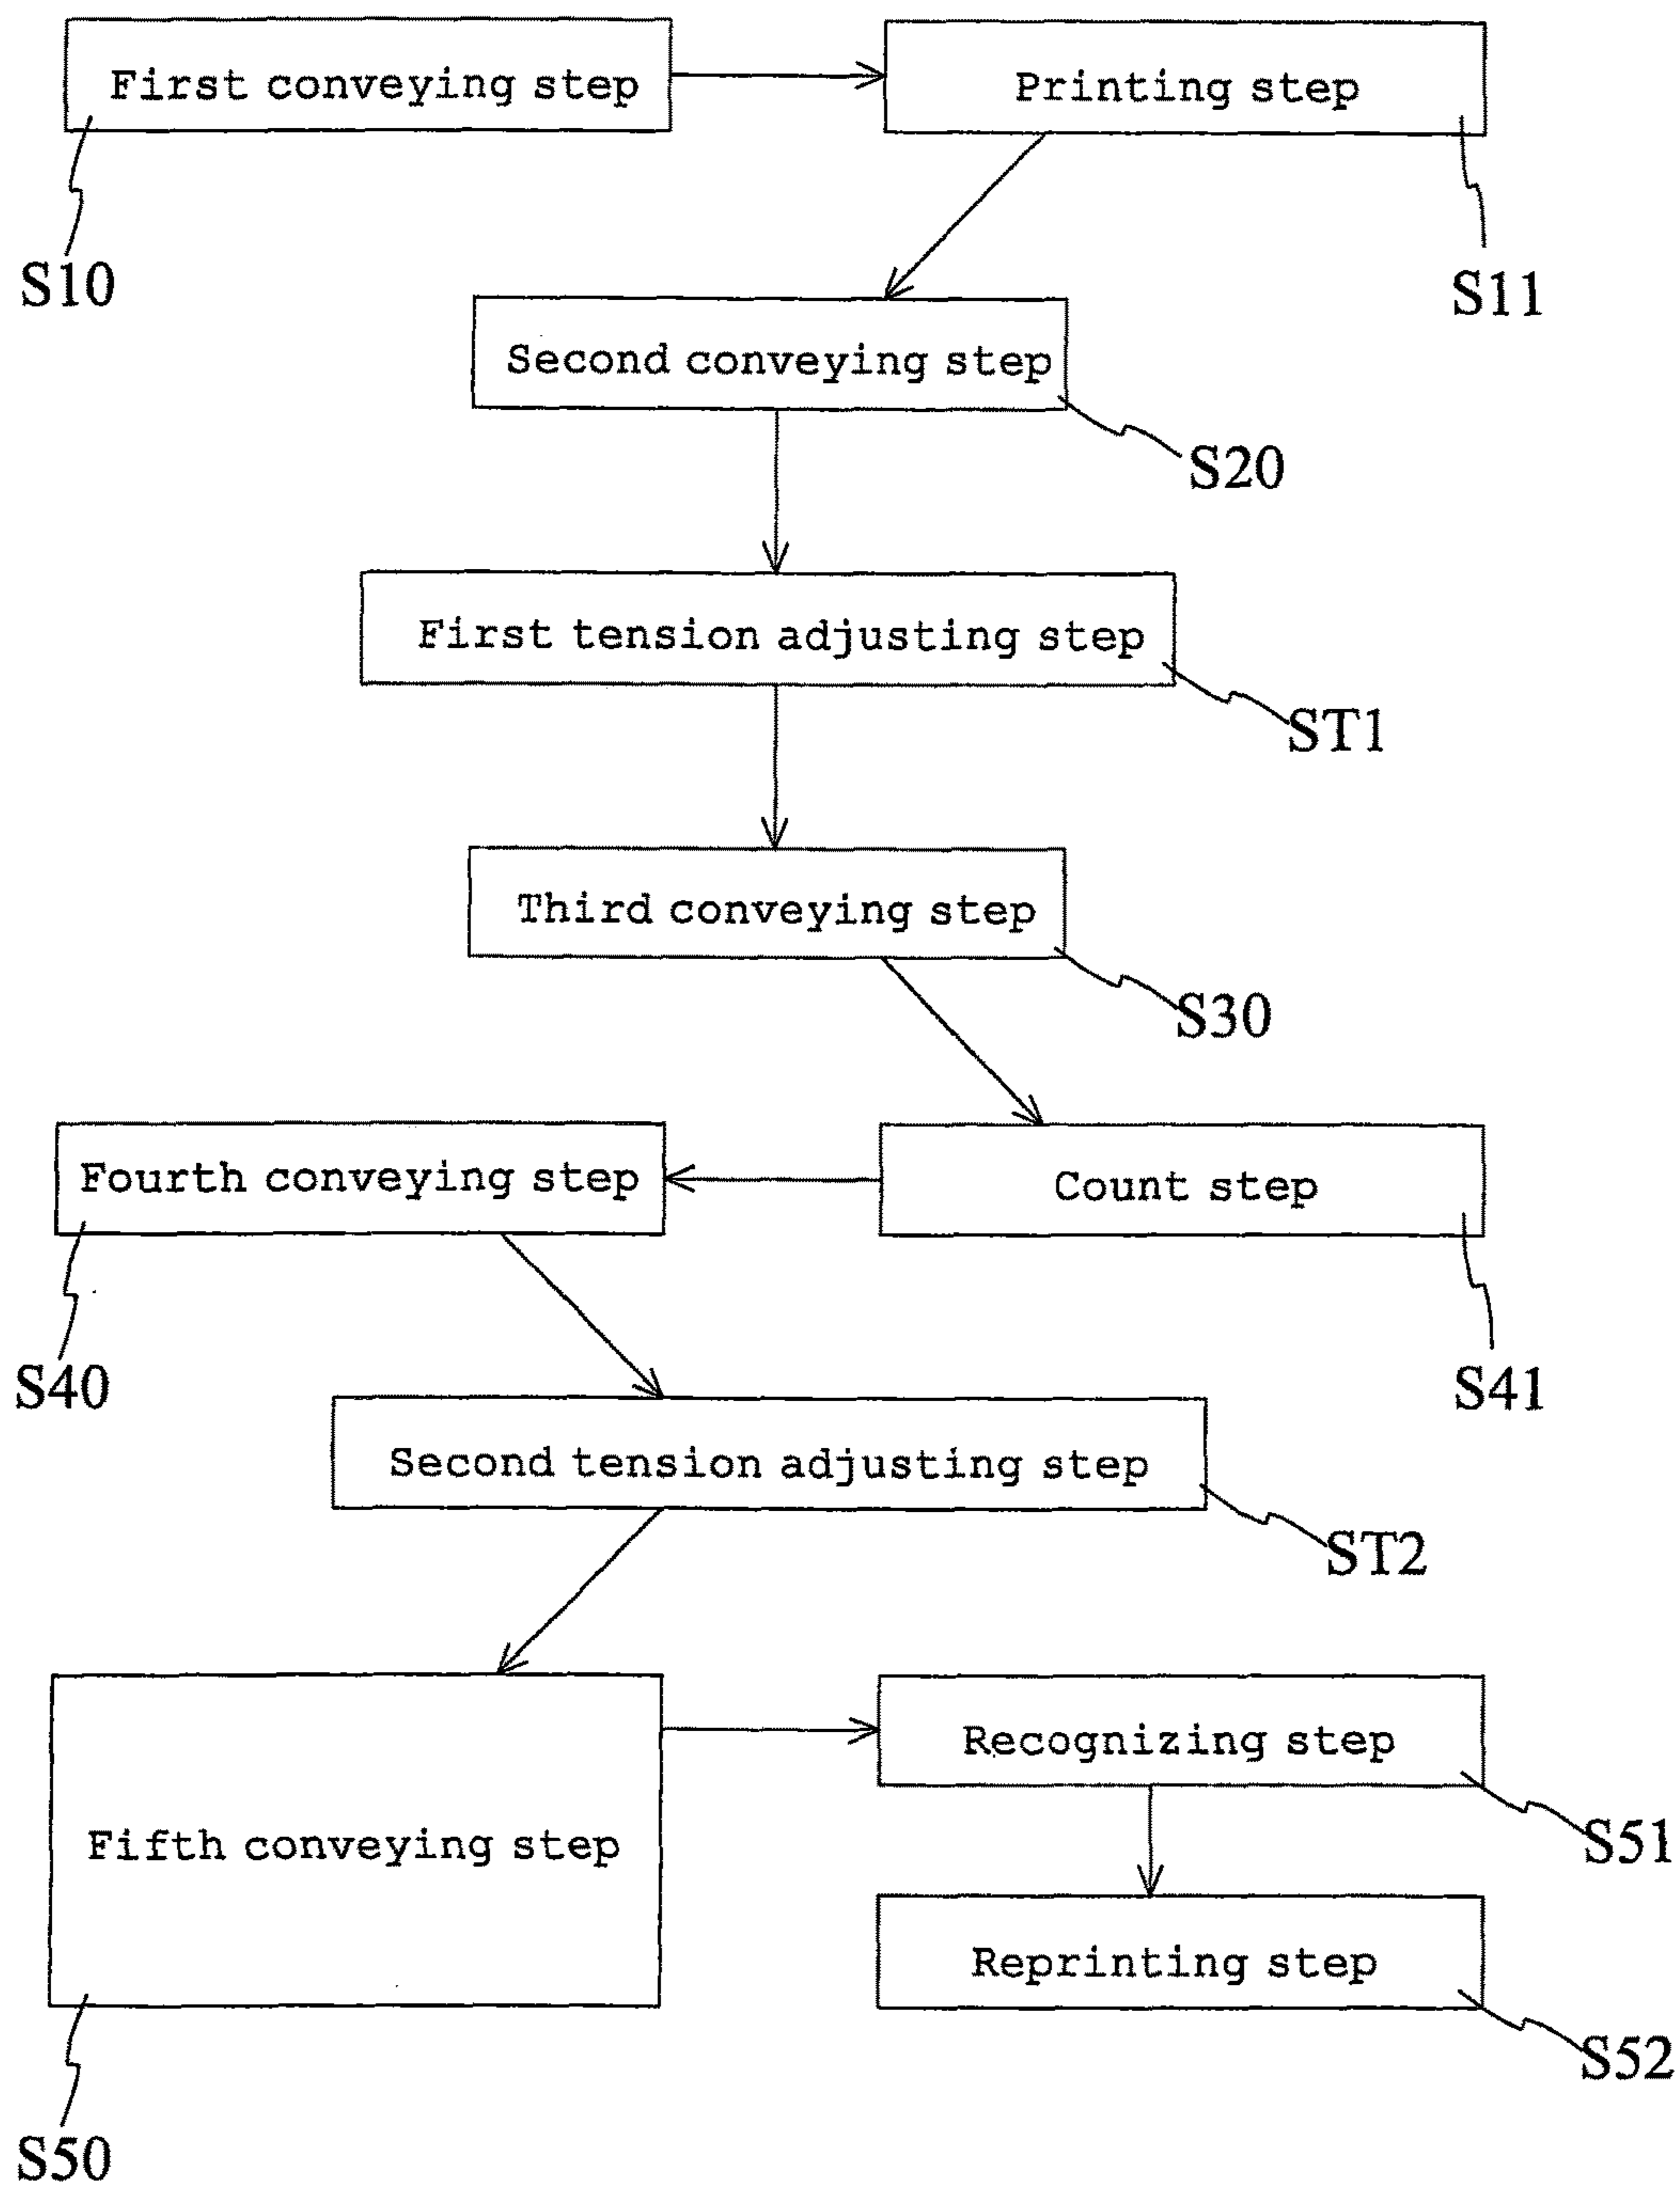 First conveying step
Printing step
S10
S11
Second conveying step
S20
First tension adjusting step
ST1
Third conveying step
S30
Fourth conveying step
Count step
S40
S41
Second tension adjusting step
ST2
Recognizing step
Fifth conveying step
S51
Reprinting step
S52
S50